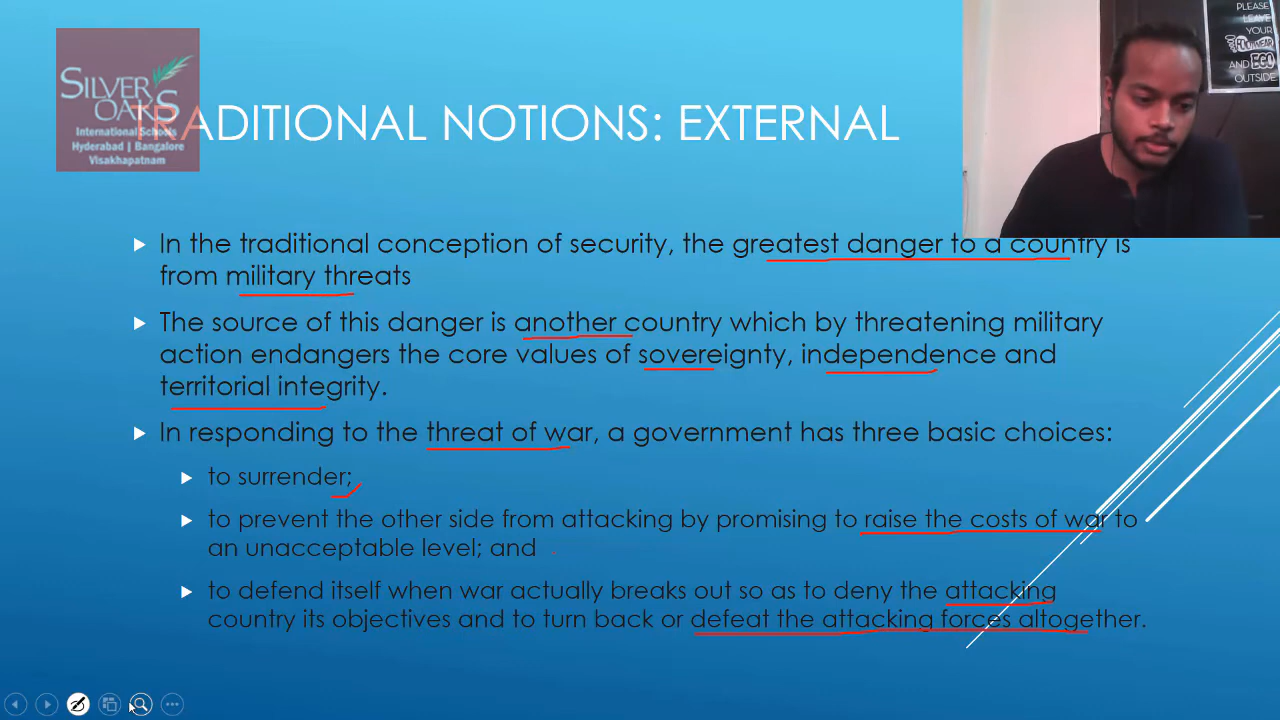 PLEASE
LEAVE
YOUR
FOOTWEAR
AND EGO
OUTSIDE
SILVER
OAKS
International Schools
Hyderabad | Bangalore
Visakhapatnam
TRADITIONAL NOTIONS: EXTERNAL
In the traditional conception of security, the greatest danger to a country is
from military threats
The source of this danger is another country which by threatening military
action endangers the core values of sovereignty, independence and
territorial integrity.
In responding to the threat of war, a government has three basic choices:
to surrender;
to prevent the other side from attacking by promising to raise the costs of war to
an unacceptable level; and
to defend itself when war actually breaks out so as to deny the attacking
country its objectives and to turn back or defeat the attacking forces altogether.